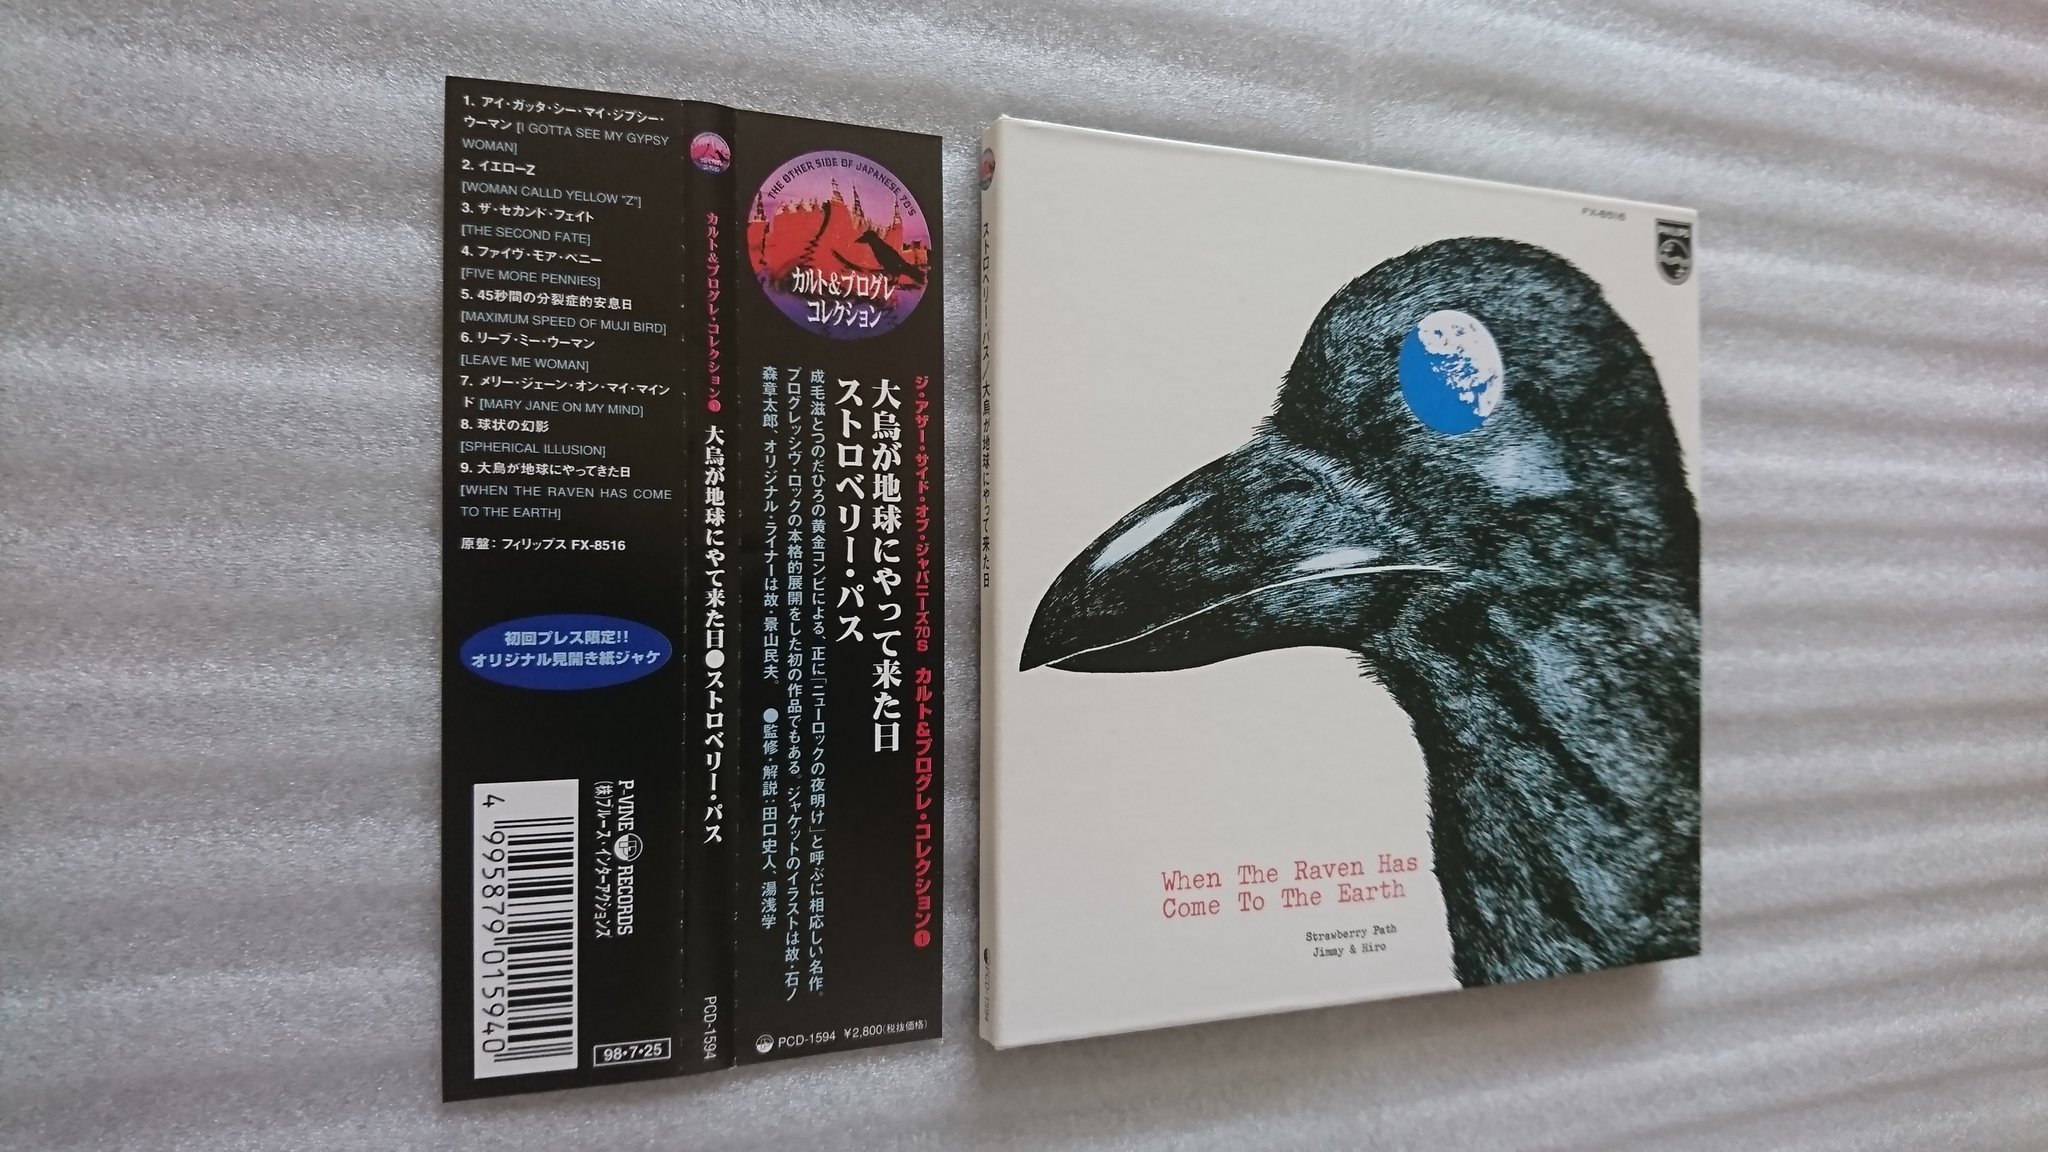 1. アイ・ガッタ・シー・マイ・ジプシー・
ウーマン [I GOTTA SEE MY GYPSY
WOMAN]
2. イエローZ
[WOMAN CALLD YELLOW "Z"]
3. ザ・セカンド・フェイト
[THE SECOND FATE]
4. ファイヴ・モア・ペニー
[FIVE MORE PENNIES]
5. 45秒間の分裂症的安息日
[MAXIMUM SPEED OF MUJI BIRD]
6. リーブ・ミー・ウーマン
[LEAVE ME WOMAN]
7. メリー・ジェーン・オン・マイ・マイン
ド [MARY JANE ON MY MIND]
8. 球状の幻影
[SPHERICAL ILLUSION]
9. 大烏が地球にやってきた日
[WHEN THE RAVEN HAS COME
TO THE EARTH]
原盤：フィリップス FX-8516
初回プレス限定!!
オリジナル見開き紙ジャケ
P-VINE RECORDS
(株)ブルース・インターアクションズ
4 995879 015940
98・7・25
カルト&プログレ・コレクション① 大烏が地球にやて来た日●ストロベリー・パス
PCD-1594
THE OTHER SIDE OF JAPANESE 70'S
カルト&プログレ
コレクション
ジ・アザー・サイド・オブ・ジャパニーズ70S カルト&プログレ・コレクション①
大烏が地球にやって来た日
ストロベリー・パス
成毛滋とつのだひろの黄金コンビによる、正に「ニューロックの夜明け」と呼ぶに相応しい名作。
プログレッシヴ・ロックの本格的展開をした初の作品でもある。ジャケットのイラストは故・石ノ
森章太郎、オリジナル・ライナーは故・景山民夫。 ●監修・解説：田口史人、湯浅学
PCD-1594 ¥2,800(税抜価格)
ストロベリー・パス／大烏が地球にやって来た日
PCD-1594
FX-8516
When The Raven Has
Come To The Earth
Strawberry Path
Jimmy & Hiro